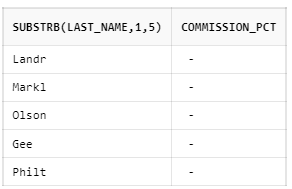 SUBSTRB(LAST_NAME,1,5) COMMISSION_PCT
Landr -
Markl -
Olson -
Gee -
Philt -